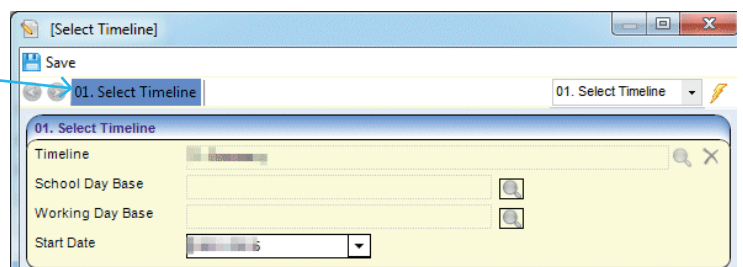 [Select Timeline]
Save
01. Select Timeline 01. Select Timeline
01. Select Timeline
Timeline
School Day Base
Working Day Base
Start Date